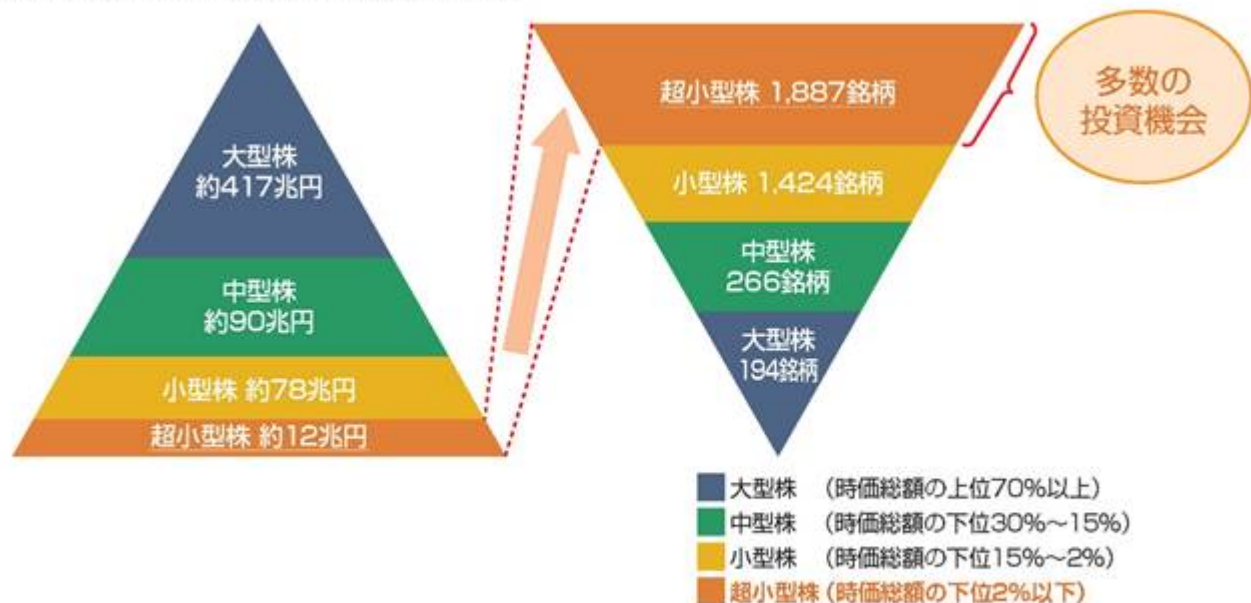 大型株
約417兆円
中型株
約90兆円
小型株 約78兆円
超小型株 約12兆円
超小型株 1,887銘柄
小型株 1,424銘柄
中型株
266銘柄
大型株
194銘柄
多数の
投資機会
大型株 (時価総額の上位70%以上)
中型株 (時価総額の下位30%~15%)
小型株 (時価総額の下位15%~2%)
超小型株 (時価総額の下位2%以下)